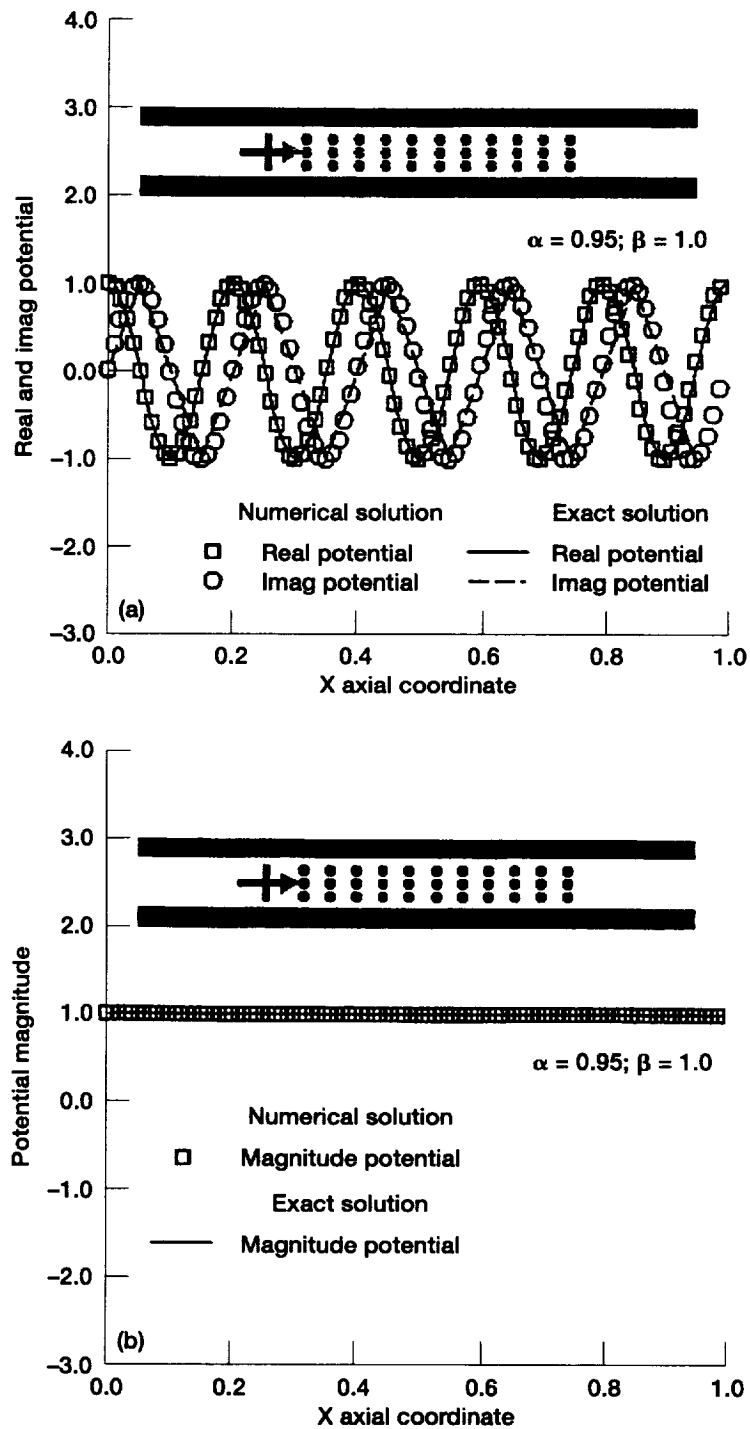 4.0
3.0
2.0
α = 0.95; β = 1.0
1.0
0.0
−1.0
Numerical solution Exact solution
−2.0
Real potential Real potential
Imag potential Imag potential
(a)
−3.0
0.0 0.2 0.4 0.6 0.8 1.0
X axial coordinate
Real and imag potential
4.0
3.0
2.0
1.0
α = 0.95; β = 1.0
0.0
Numerical solution
Magnitude potential
−1.0
Exact solution
Magnitude potential
−2.0
(b)
−3.0
0.0 0.2 0.4 0.6 0.8 1.0
X axial coordinate
Potential magnitude